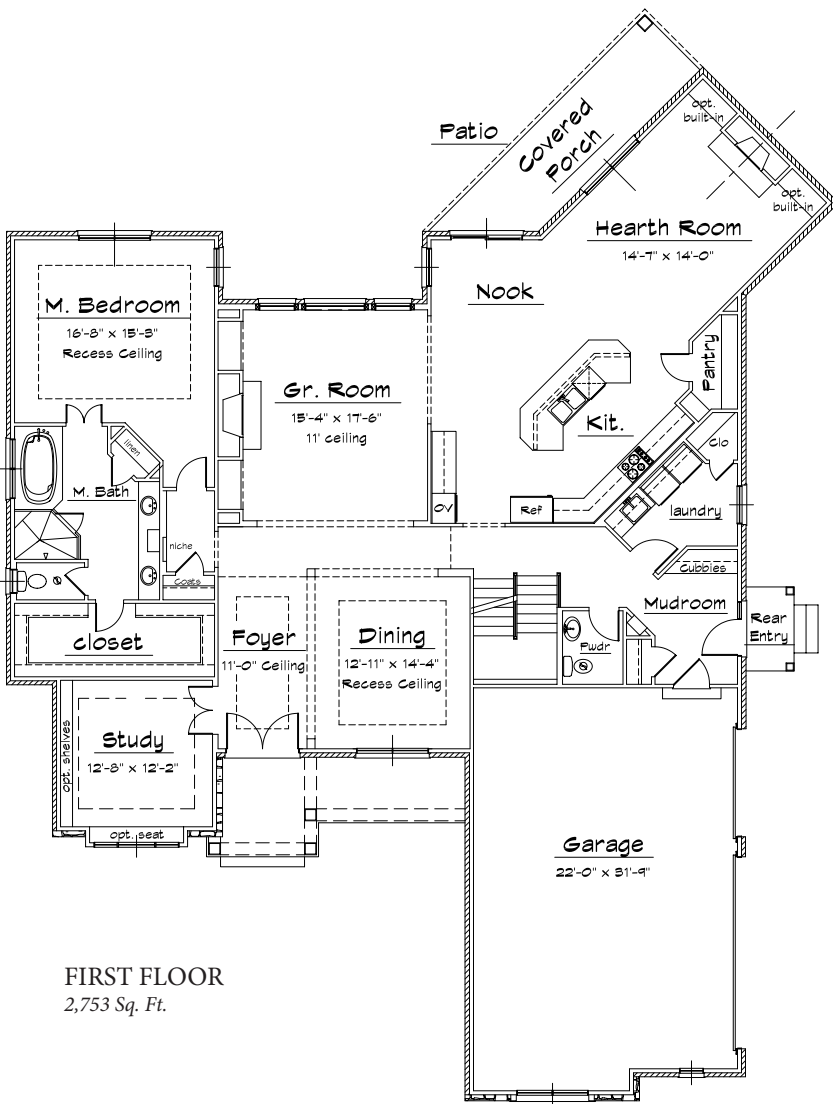 opt.
built-in
Patio
Covered
Porch
opt.
built-in
Hearth Room
14'-7" x 14'-0"
Nook
M. Bedroom
16'-8" x 15'-3"
Recess Ceiling
Gr. Room
15'-4" x 17'-6"
11' ceiling
Pantry
Kit.
Clo
linen
M. Bath
OV
Ref
laundry
niche
Coats
Cubbies
Mudroom
Rear
Entry
closet
Foyer
11'-0" Ceiling
Dining
12'-11" x 14'-4"
Recess Ceiling
Pwdr
opt. shelves
Study
12'-8" x 12'-2"
opt. seat
Garage
22'-0" x 31'-9"
FIRST FLOOR
2,753 Sq. Ft.